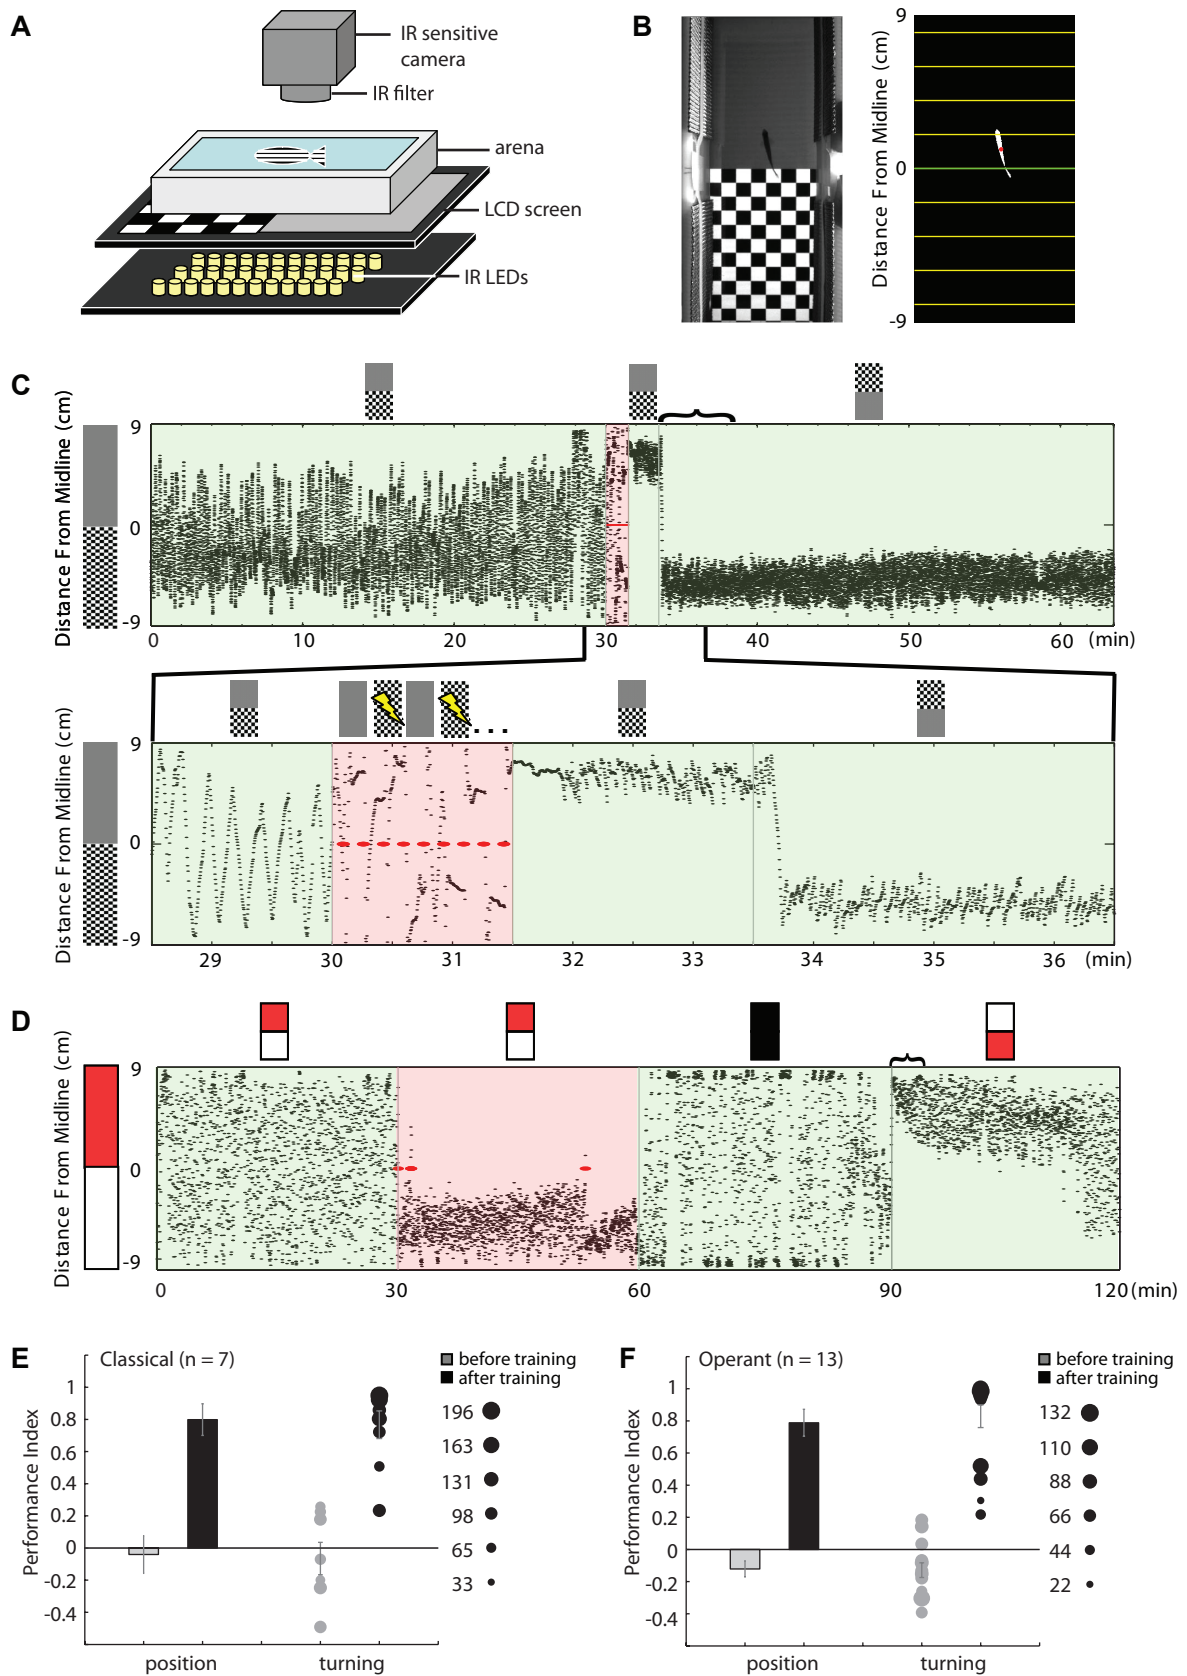 A
IR sensitive
camera
IR filter
arena
LCD screen
IR LEDs
B
Distance From Midline (cm)
9
0
-9
C
Distance From Midline (cm)
9
0
-9
0 10 20 30 40 50 60 (min)
Distance From Midline (cm)
9
0
-9
...
29 30 31 32 33 34 35 36 (min)
D
Distance From Midline (cm)
9
0
-9
0 30 60 90 120 (min)
E
Classical (n = 7)
before training
after training
Performance Index
1
0.8
0.6
0.4
0.2
0
-0.2
-0.4
position turning
196
163
131
98
65
33
F
Operant (n = 13)
before training
after training
Performance Index
1
0.8
0.6
0.4
0.2
0
-0.2
-0.4
position turning
132
110
88
66
44
22